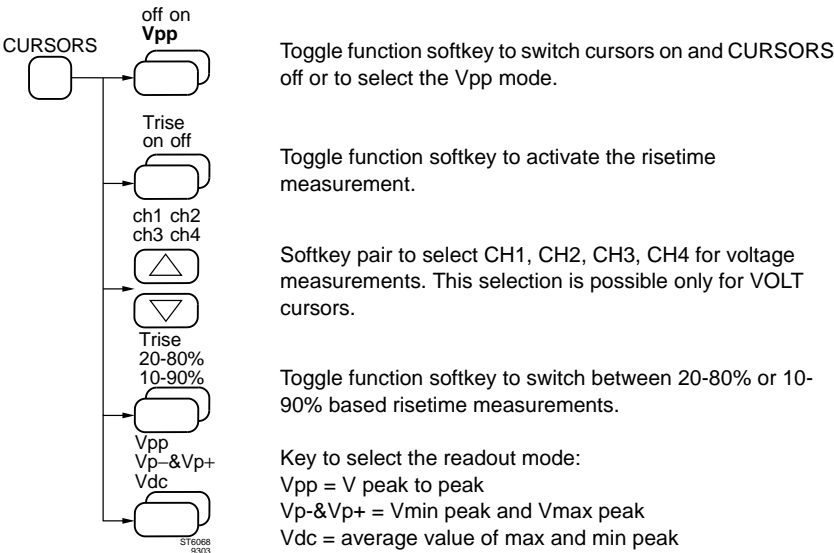 off on
Vpp
CURSORS
Toggle function softkey to switch cursors on and CURSORS
off or to select the Vpp mode.
Trise
on off
Toggle function softkey to activate the risetime
measurement.
ch1 ch2
ch3 ch4
Softkey pair to select CH1, CH2, CH3, CH4 for voltage
measurements. This selection is possible only for VOLT
cursors.
Trise
20-80%
10-90%
Toggle function softkey to switch between 20-80% or 10-
90% based risetime measurements.
Vpp
Vp−&Vp+
Vdc
Key to select the readout mode:
Vpp = V peak to peak
Vp-&Vp+ = Vmin peak and Vmax peak
Vdc = average value of max and min peak
ST6068
9303